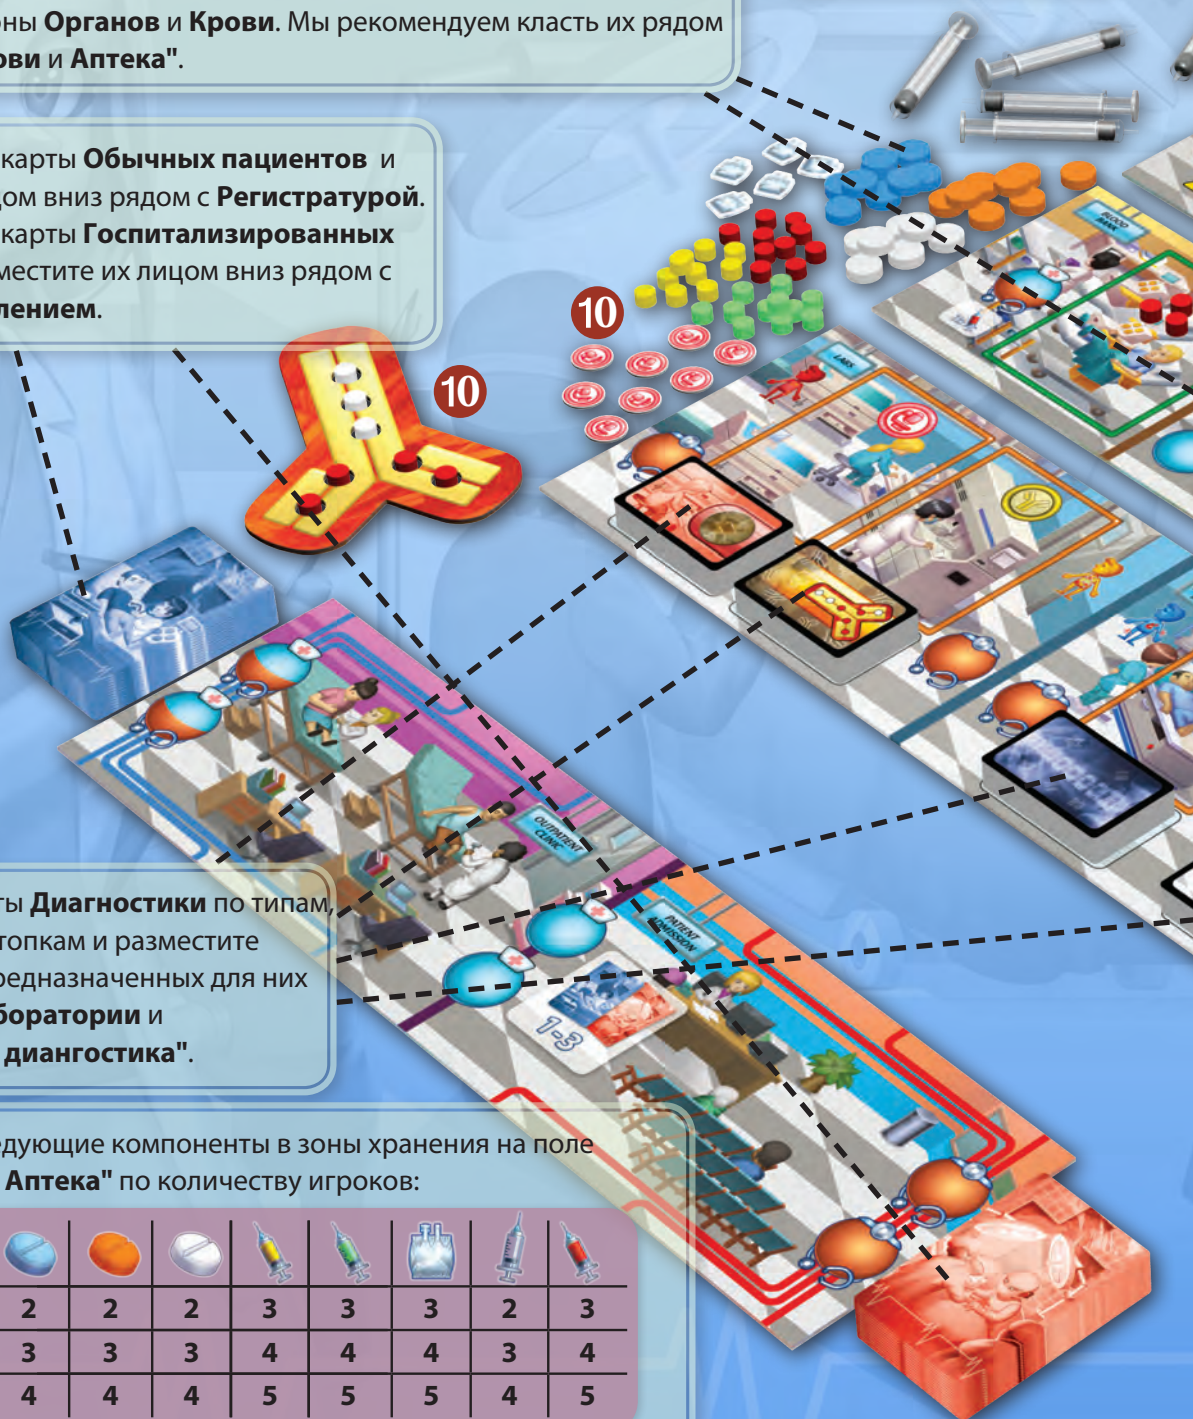 ны Органов и Крови. Мы рекомендуем класть их рядом
ови и Аптека".
карты Обычных пациентов и
ом вниз рядом с Регистратурой.
карты Госпитализированных
местите их лицом вниз рядом с
лением.
10
10
BLOOD BANK
LABS
OUTPATIENT CLINIC
PATIENT ADMISSION
1-3
ты Диагностики по типам,
топкам и разместите
редназначенных для них
боратории и
диангостика".
едующие компоненты в зоны хранения на поле
Аптека" по количеству игроков:
2 2 2 3 3 3 2 3
3 3 3 4 4 4 3 4
4 4 4 5 5 5 4 5